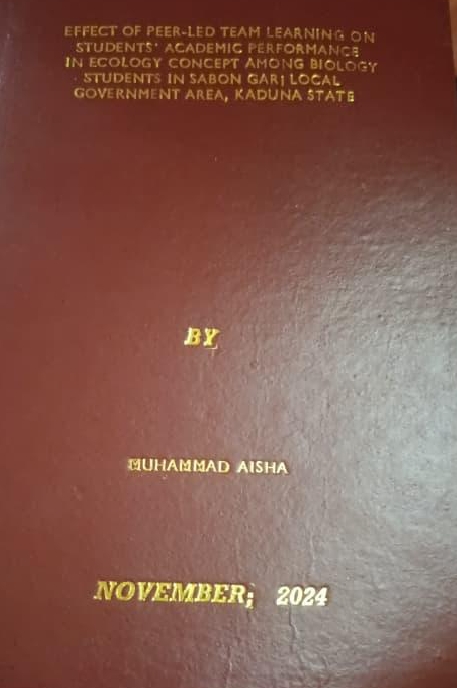 EFFECT OF PEER-LED TEAM LEARNING ON
STUDENTS' ACADEMIC PERFORMANCE
IN ECOLOGY CONCEPT AMONG BIOLOGY
STUDENTS IN SABON GARI LOCAL
GOVERNMENT AREA, KADUNA STATE
BY
MUHAMMAD AISHA
NOVEMBER; 2024